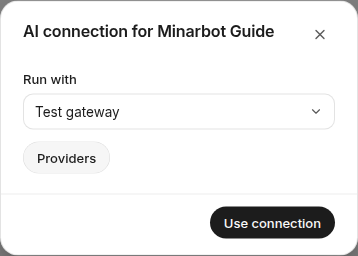 AI connection for Minarbot Guide
Run with
Test gateway
Providers
Use connection